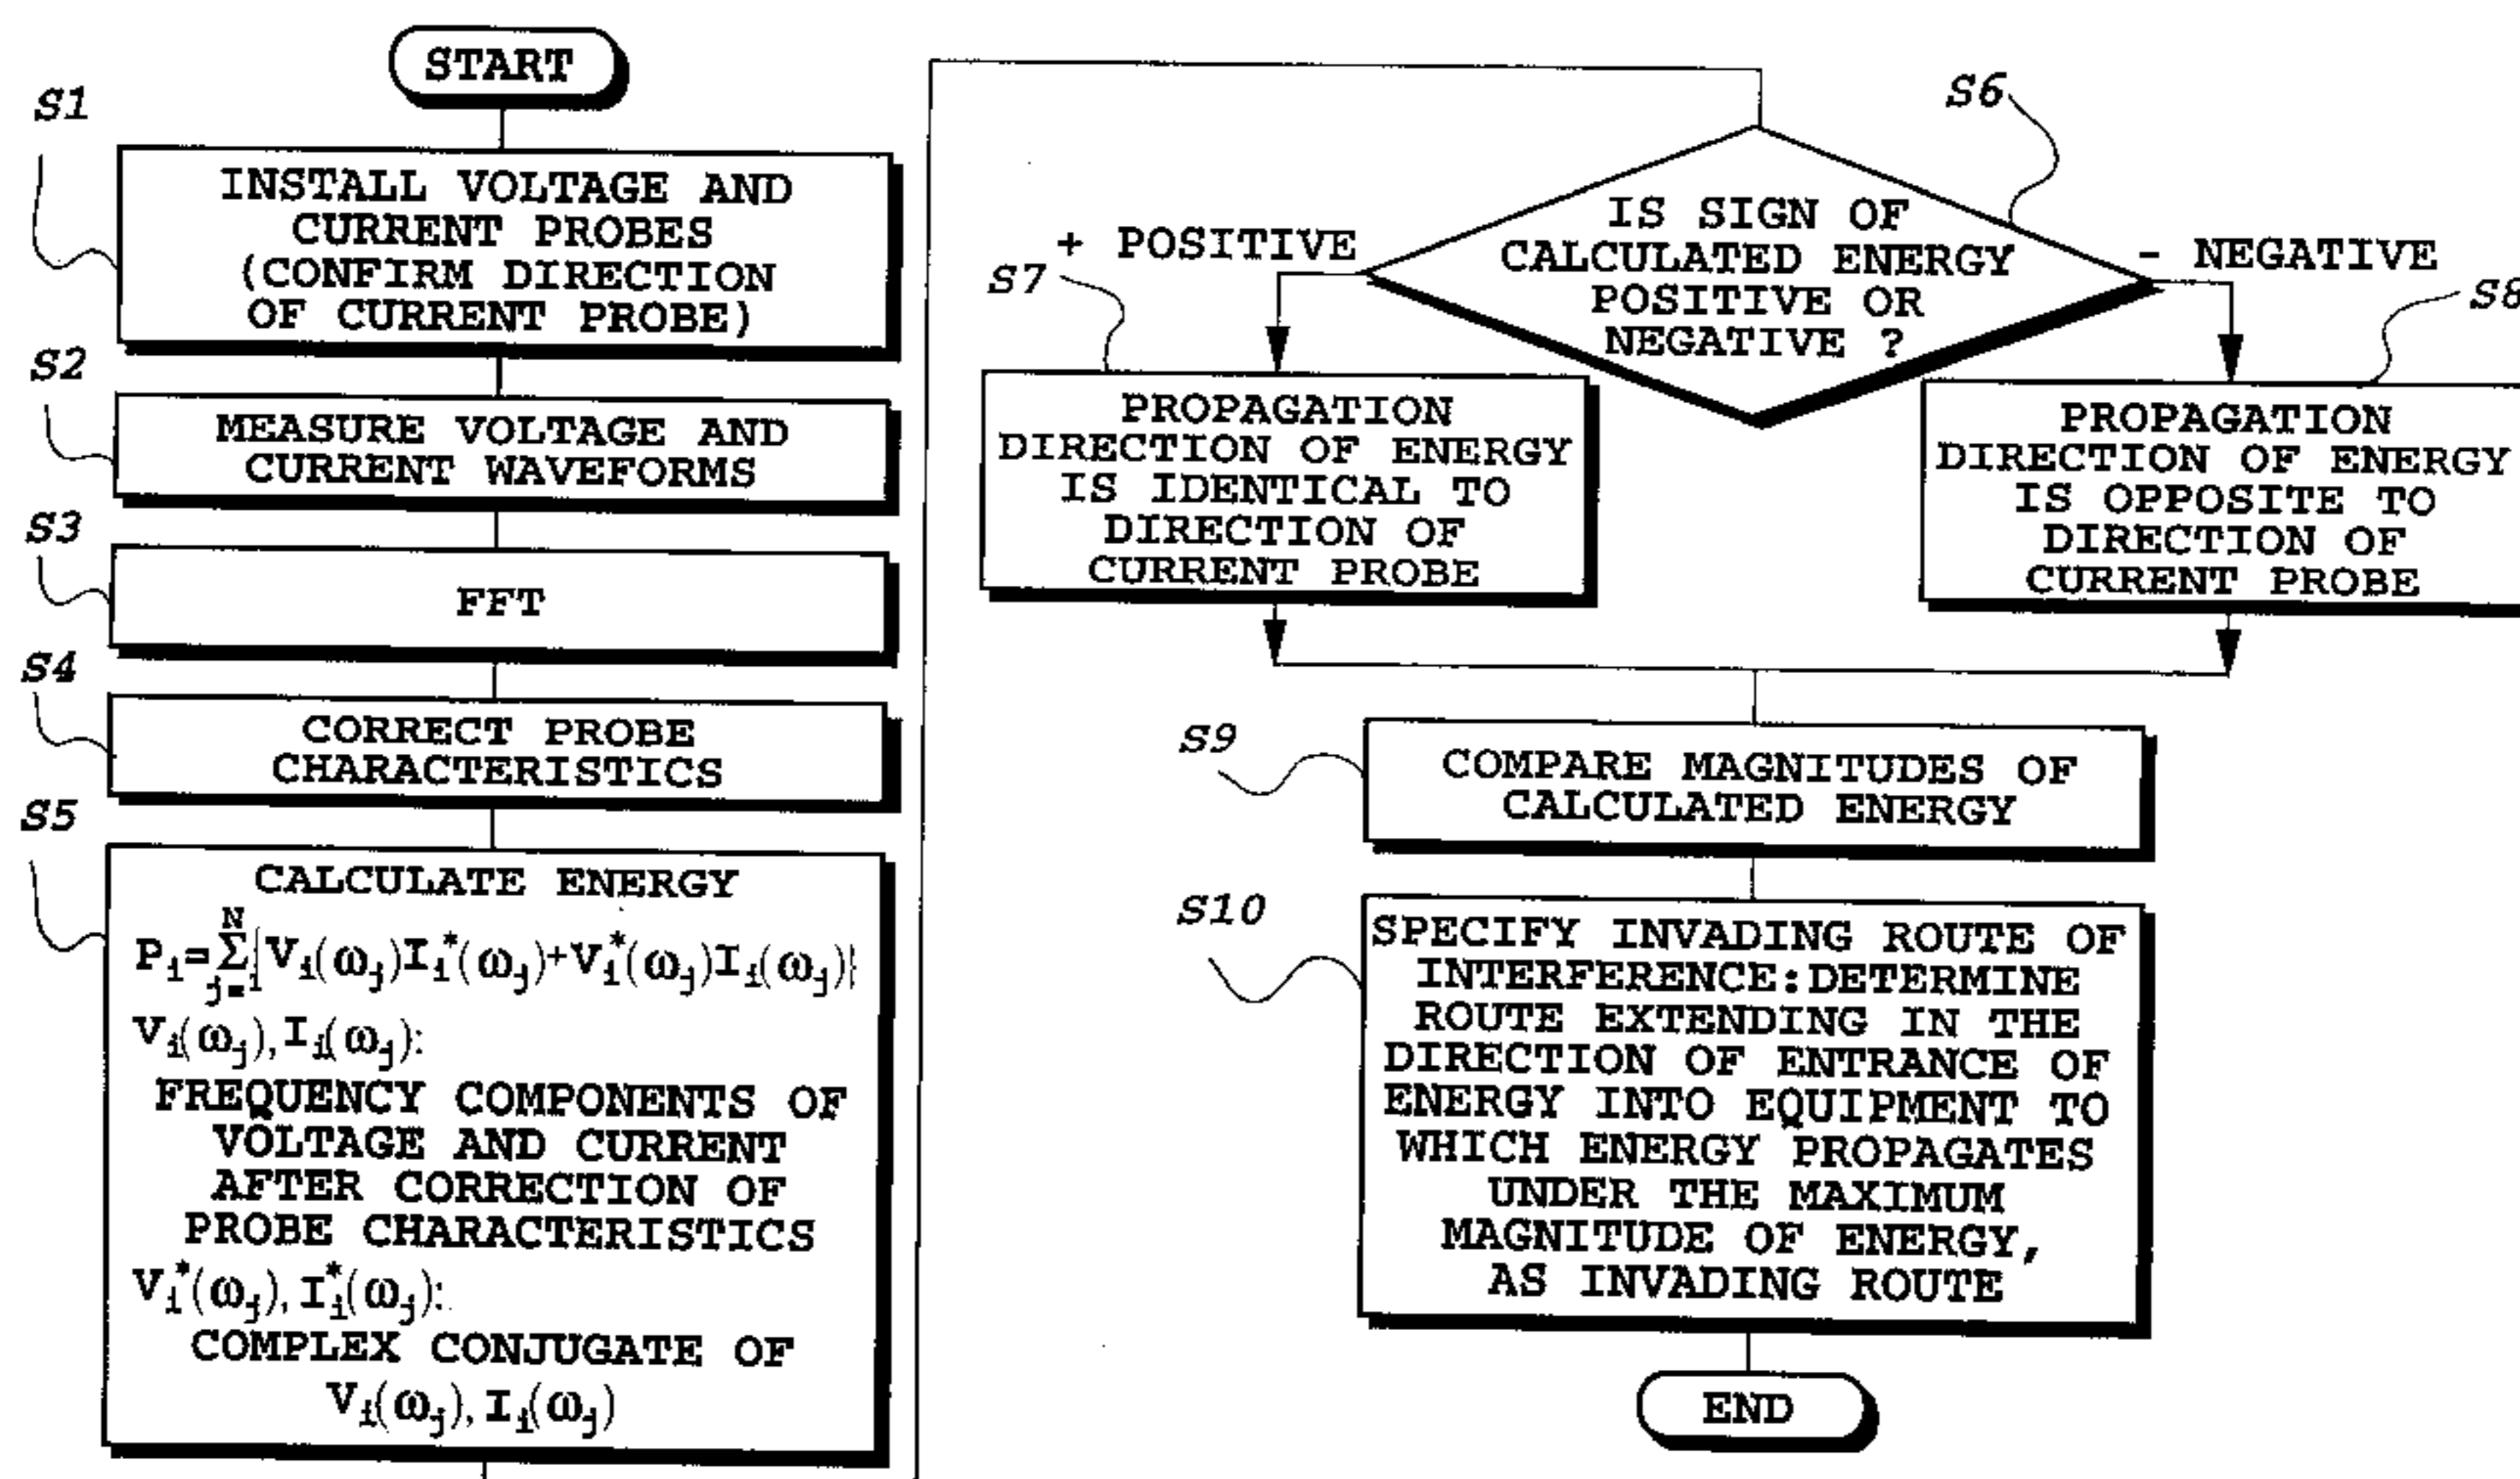 START
S1
INSTALL VOLTAGE AND
CURRENT PROBES
(CONFIRM DIRECTION
OF CURRENT PROBE)
S2
MEASURE VOLTAGE AND
CURRENT WAVEFORMS
S3
FFT
S4
CORRECT PROBE
CHARACTERISTICS
S5
CALCULATE ENERGY
P_i=∑_{j=1}^{N}{V_i(ω_j)I_i^*(ω_j)+V_i^*(ω_j)I_i(ω_j)}
V_i(ω_j),I_i(ω_j):
FREQUENCY COMPONENTS OF
VOLTAGE AND CURRENT
AFTER CORRECTION OF
PROBE CHARACTERISTICS
V_i^*(ω_j),I_i^*(ω_j):
COMPLEX CONJUGATE OF
V_i(ω_j),I_i(ω_j)
S6
IS SIGN OF
CALCULATED ENERGY
POSITIVE OR
NEGATIVE ?
+ POSITIVE
- NEGATIVE
S7
PROPAGATION
DIRECTION OF ENERGY
IS IDENTICAL TO
DIRECTION OF
CURRENT PROBE
S8
PROPAGATION
DIRECTION OF ENERGY
IS OPPOSITE TO
DIRECTION OF
CURRENT PROBE
S9
COMPARE MAGNITUDES OF
CALCULATED ENERGY
S10
SPECIFY INVADING ROUTE OF
INTERFERENCE:DETERMINE
ROUTE EXTENDING IN THE
DIRECTION OF ENTRANCE OF
ENERGY INTO EQUIPMENT TO
WHICH ENERGY PROPAGATES
UNDER THE MAXIMUM
MAGNITUDE OF ENERGY,
AS INVADING ROUTE
END